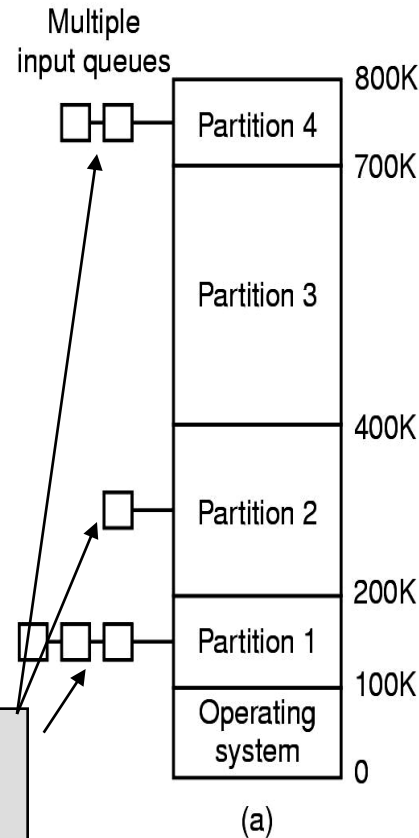 Multiple
input queues
800K
Partition 4
700K
Partition 3
400K
Partition 2
200K
Partition 1
100K
Operating
system
0
(a)